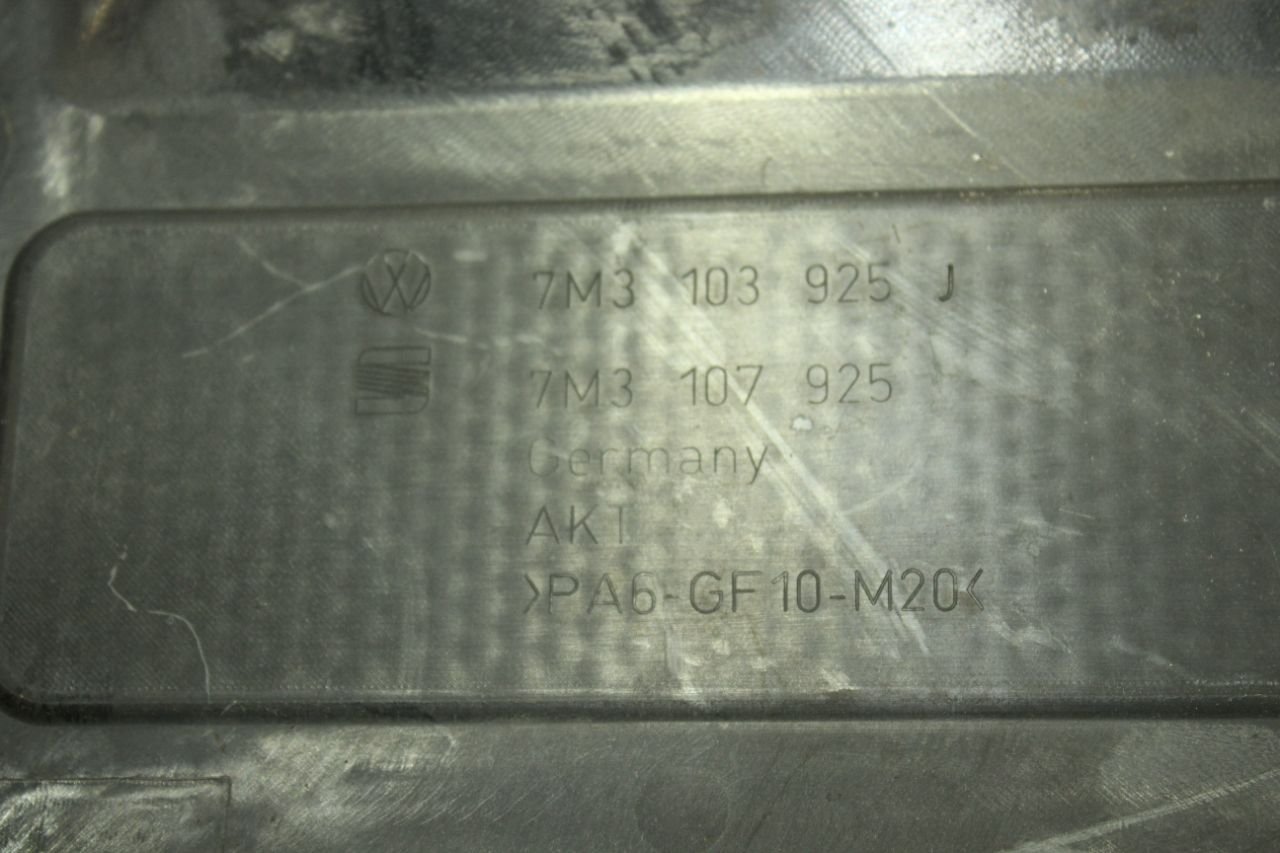 7M3 103 925 J
7M3 107 925
Germany
AKT
>PA6-GF10-M20<